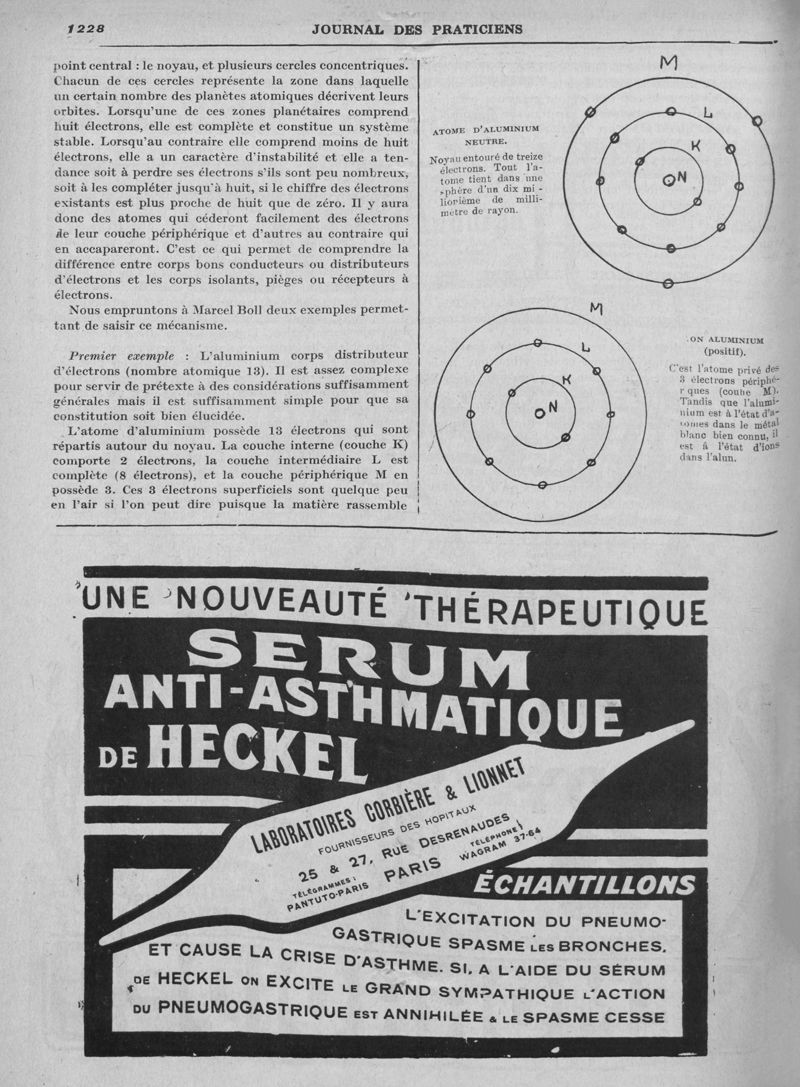 1228
JOURNAL DES PRATICIENS
point central : le noyau, et plusieurs cercles concentriques.
Chacun de ces cercles représente la zone dans laquelle
un certain nombre des planètes atomiques décrivent leurs
orbites. Lorsqu'une de ces zones planétaires comprend
huit électrons, elle est complète et constitue un système
stable. Lorsqu'au contraire elle comprend moins de huit
électrons, elle a un caractère d'instabilité et elle a ten-
dance soit à perdre ses électrons s'ils sont peu nombreux,
soit à les compléter jusqu'à huit, si le chiffre des électrons
existants est plus proche de huit que de zéro. Il y aura
donc des atomes qui céderont facilement des électrons
de leur couche périphérique et d'autres au contraire qui
en accapareront. C'est ce qui permet de comprendre la
différence entre corps bons conducteurs ou distributeurs
d'électrons et les corps isolants, pièges ou récepteurs à
électrons.
Nous empruntons à Marcel Boll deux exemples permet-
tant de saisir ce mécanisme.
Premier exemple : L'aluminium corps distributeur
d'électrons (nombre atomique 13). Il est assez complexe
pour servir de prétexte à des considérations suffisamment
générales mais il est suffisamment simple pour que sa
constitution soit bien élucidée.
L'atome d'aluminium possède 13 électrons qui sont
répartis autour du noyau. La couche interne (couche K)
comporte 2 électrons, la couche intermédiaire L est
complète (8 électrons), et la couche périphérique M en
possède 3. Ces 3 électrons superficiels sont quelque peu
en l'air si l'on peut dire puisque la matière rassemble
ATOME D'ALUMINIUM
NEUTRE.
Noyau entouré de treize
électrons. Tout l'a-
tome tient dans une
sphère d'un dix mi-
liorième de milli-
mètre de rayon.
M
L
K
N
M
L
K
N
ON ALUMINIUM
(positif).
C'est l'atome privé des
3 électrons périphé-
riques (couhe M).
Tandis que l'alumi-
nium est à l'état d'a-
tomes dans le métal
blanc bien connu, il
est à l'état d'ions
dans l'alun.
UNE NOUVEAUTÉ THÉRAPEUTIQUE
SERUM
ANTI-ASTHMATIQUE
DE HECKEL
LABORATOIRES CORBIÈRE & LIONNET
FOURNISSEURS DES HOPITAUX
25 & 27, RUE DESRENAUDES
TÉLÉGRAMMES :
PANTUTO-PARIS
PARIS
TÉLÉPHONE
WAGRAM 37-64
ÉCHANTILLONS
L'EXCITATION DU PNEUMO-
GASTRIQUE SPASME LES BRONCHES,
ET CAUSE LA CRISE D'ASTHME. SI, A L'AIDE DU SÉRUM
DE HECKEL ON EXCITE LE GRAND SYMPATHIQUE L'ACTION
DU PNEUMOGASTRIQUE EST ANNIHILÉE & LE SPASME CESSE